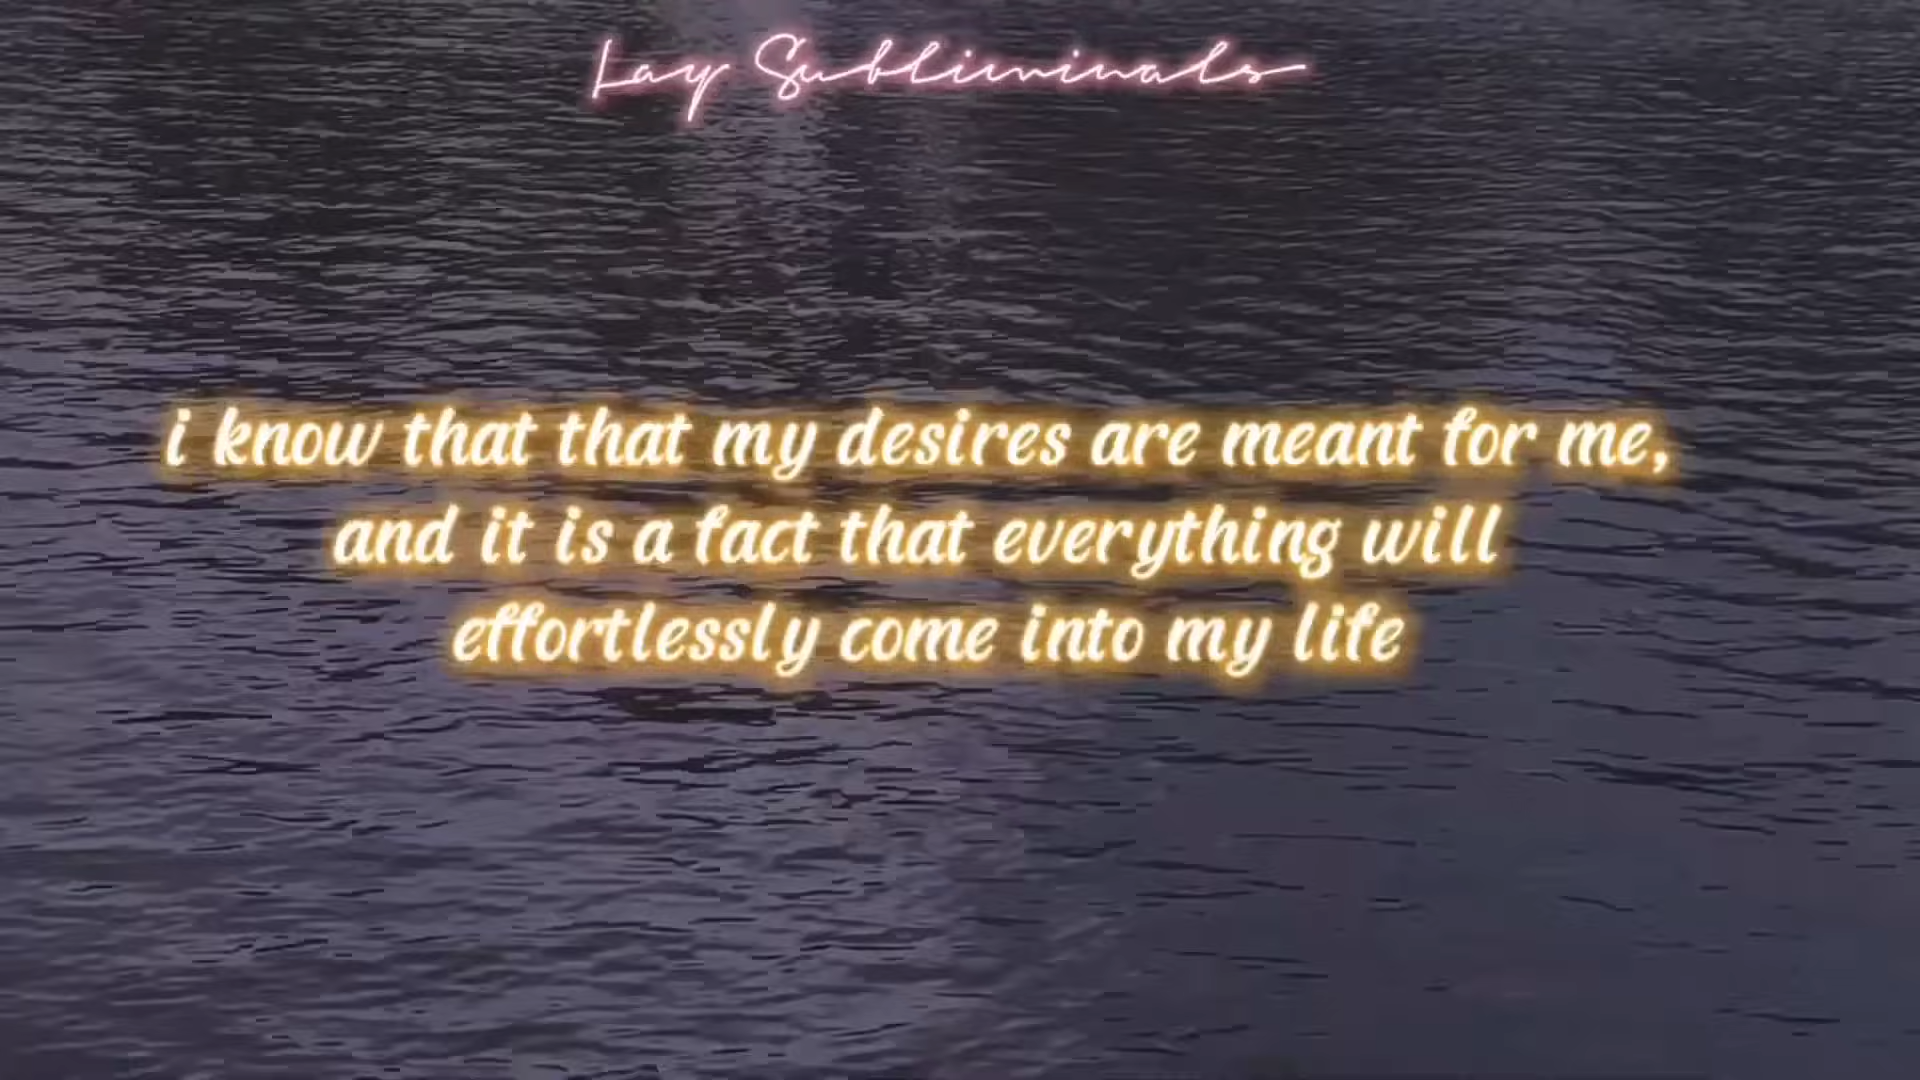 Lay Subliminals
i know that that my desires are meant for me,
and it is a fact that everything will
effortlessly come into my life